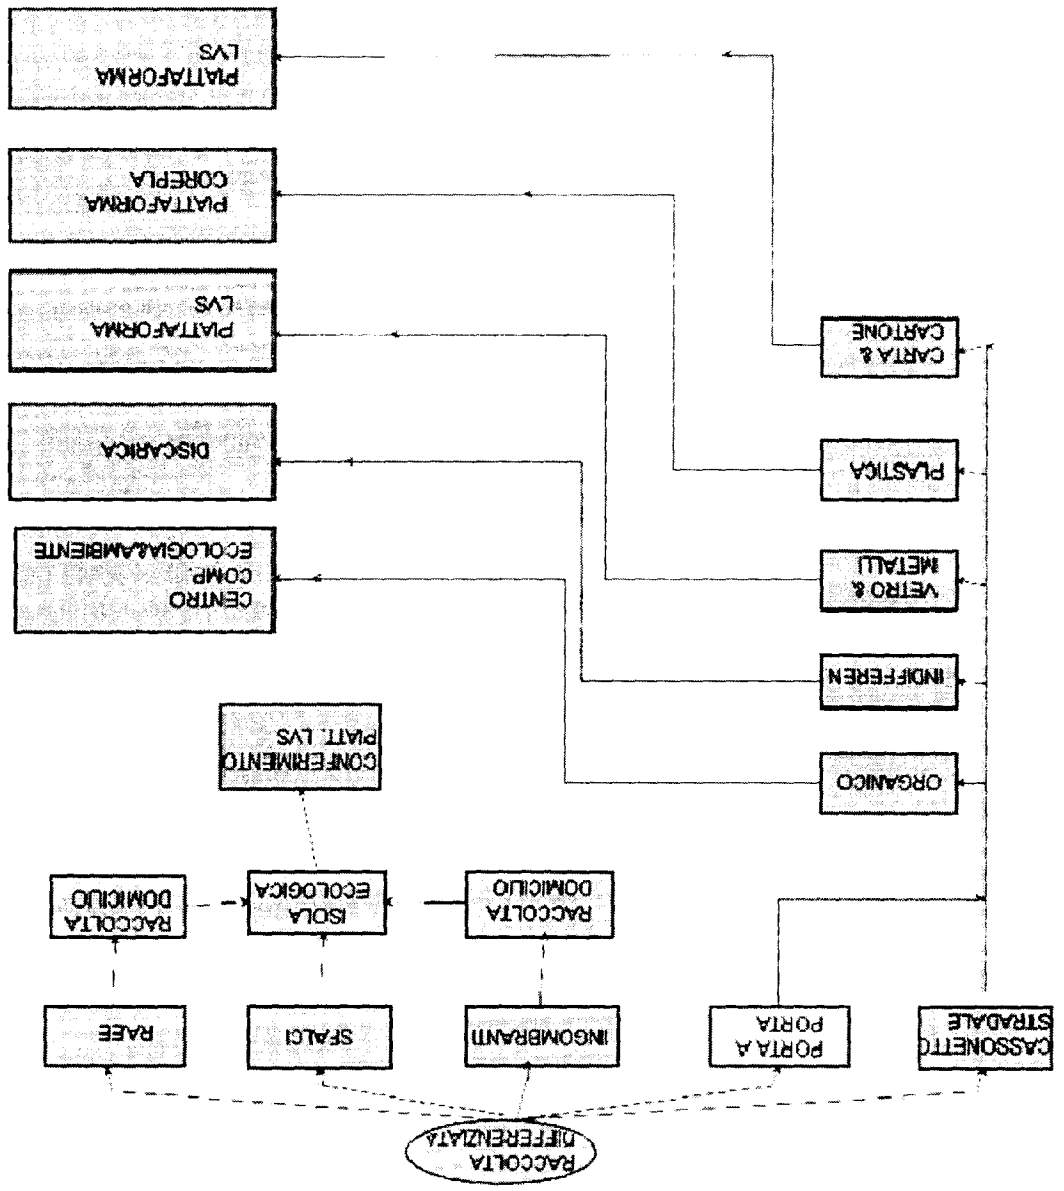 RACCOLTA
DIFFERENZIATA
CASSONETTO
STRADALE
PORTA A
PORTA
INGOMBRANTI
SFALCI
RAEE
RACCOLTA
DOMICILIO
ISOLA
ECOLOGICA
RACCOLTA
DOMICILIO
ORGANICO
CONFERIMENTO
PIATT. LVS
INDIFFEREN
VETRO &
METALLI
CENTRO
COMP.
ECOLOGIA&AMBIENTE
PLASTICA
DISCARICA
CARTA &
CARTONE
PIATTAFORMA
LVS
PIATTAFORMA
COREPLA
PIATTAFORMA
LVS